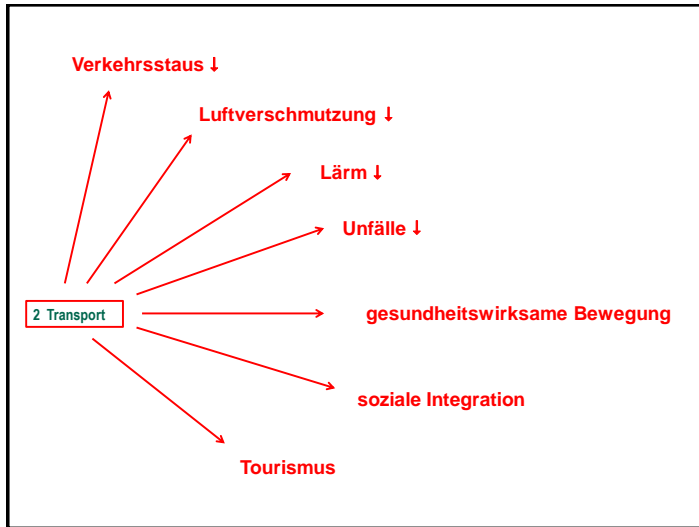 Verkehrsstaus ↓
Luftverschmutzung ↓
Lärm ↓
Unfälle ↓
2 Transport
gesundheitswirksame Bewegung
soziale Integration
Tourismus